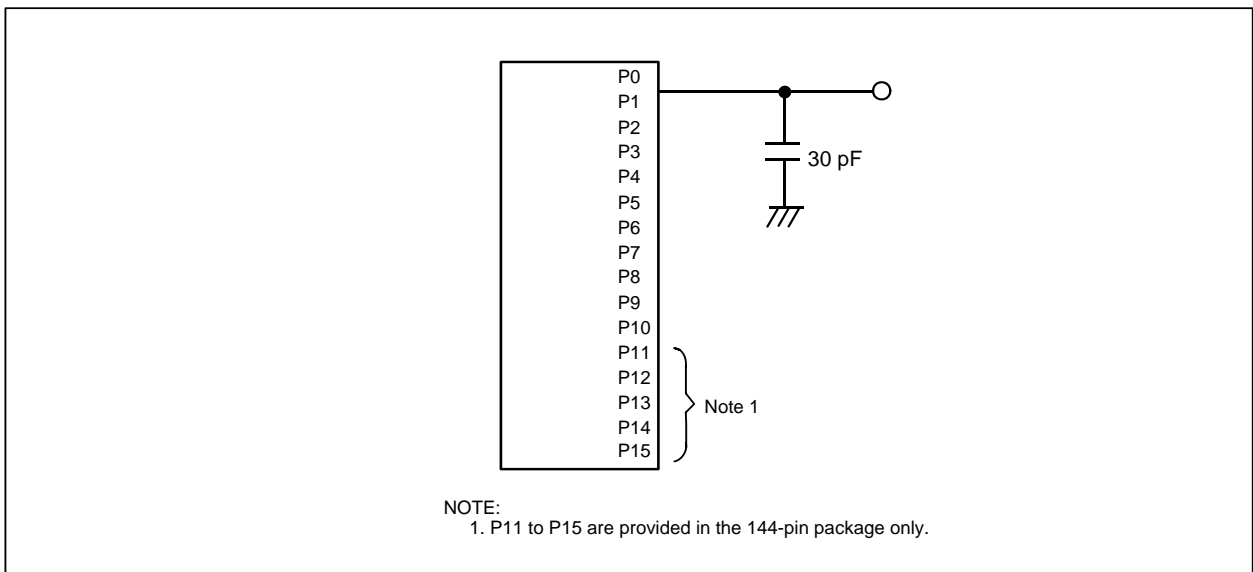 P0
P1
P2
P3
30 pF
P4
P5
P6
P7
P8
P9
P10
P11
P12
P13
Note 1
P14
P15
NOTE:
1. P11 to P15 are provided in the 144-pin package only.